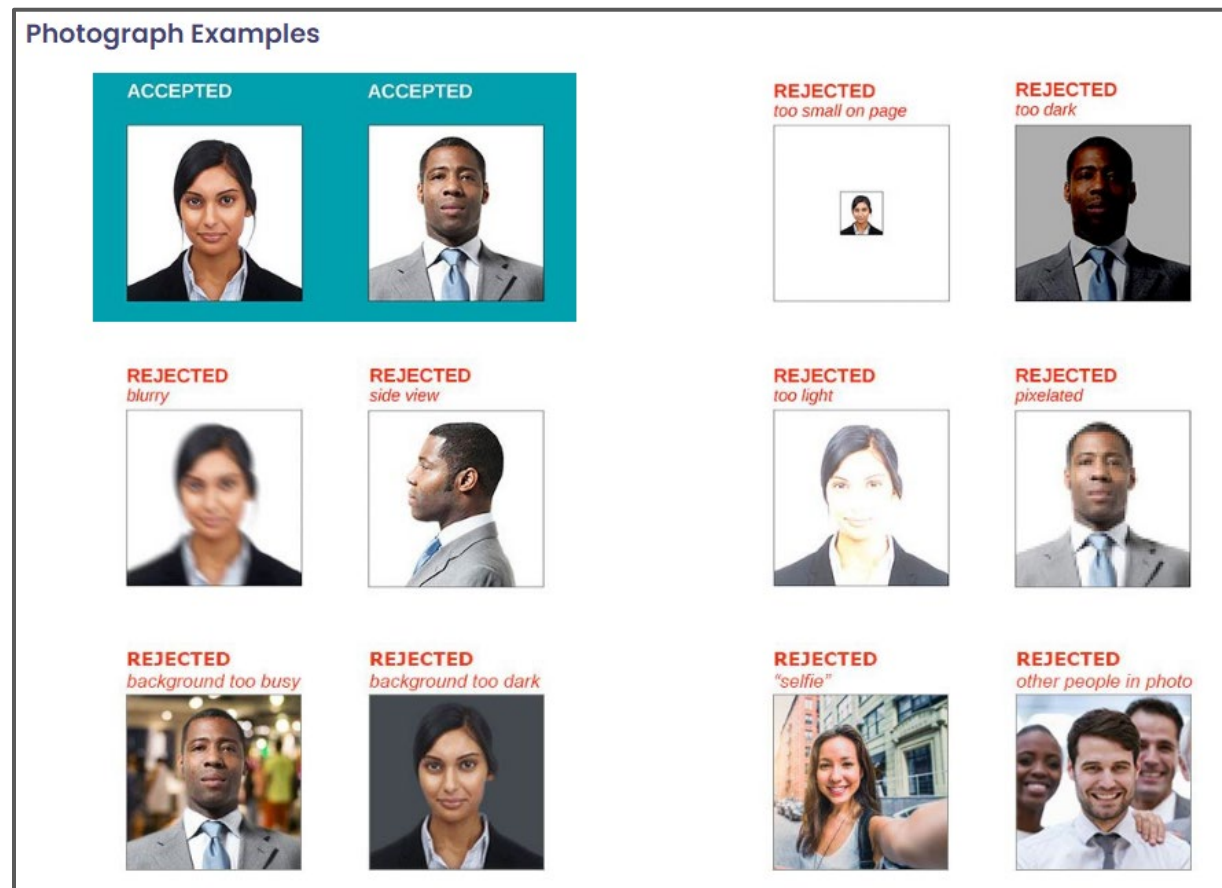 Photograph Examples
ACCEPTED
ACCEPTED
REJECTED
too small on page
REJECTED
too dark
REJECTED
blurry
REJECTED
side view
REJECTED
too light
REJECTED
pixelated
REJECTED
background too busy
REJECTED
background too dark
REJECTED
"selfie"
REJECTED
other people in photo